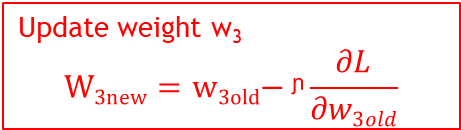 Update weight w₃
W₃ₙₑw = w₃ₒₗd− ɳ ∂L/∂w₃ₒₗd